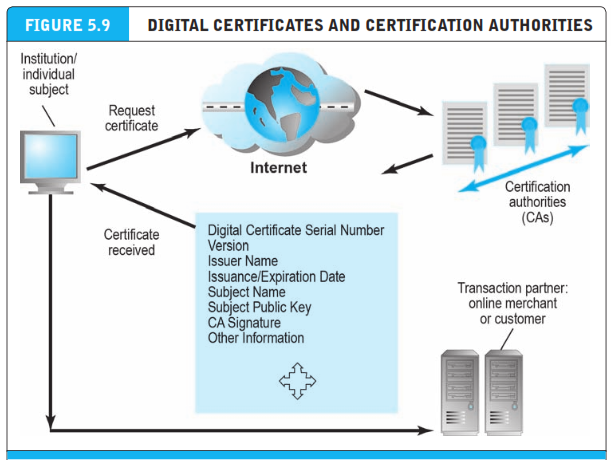 FIGURE 5.9
DIGITAL CERTIFICATES AND CERTIFICATION AUTHORITIES
Institution/
individual
subject
Request
certificate
Internet
Certification
authorities
(CAs)
Certificate
received
Digital Certificate Serial Number
Version
Issuer Name
Issuance/Expiration Date
Subject Name
Subject Public Key
CA Signature
Other Information
Transaction partner:
online merchant
or customer